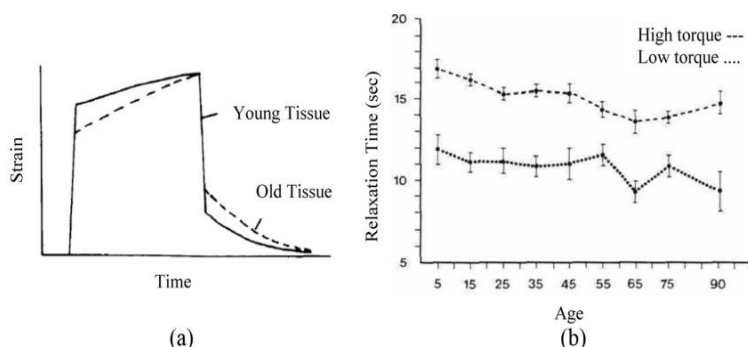 Strain
Young Tissue
Old Tissue
Time
(a)
High torque ---
Low torque ....
Relaxation Time (sec)
20
15
10
5
5 15 25 35 45 55 65 75 90
Age
(b)